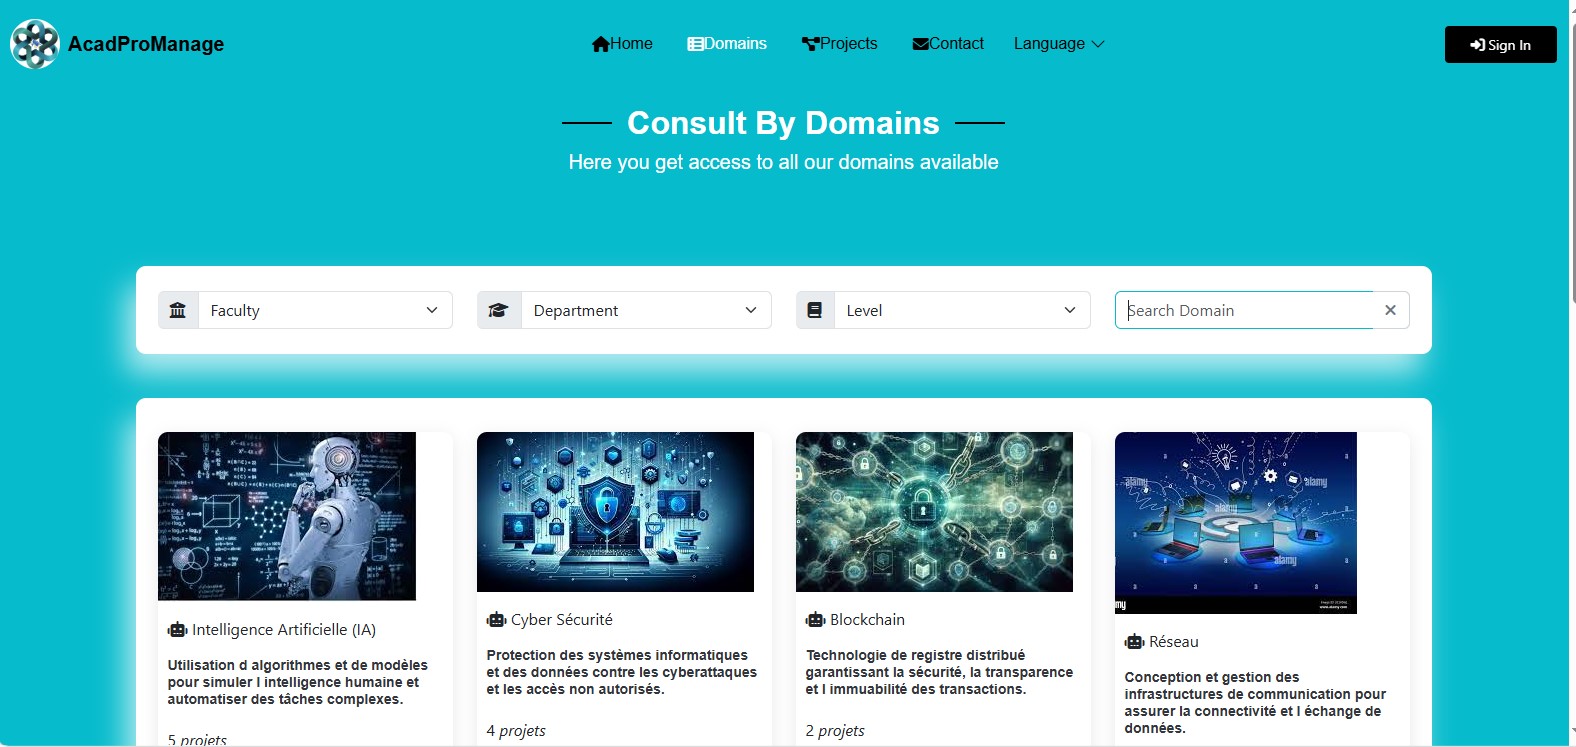 AcadProManage
Home
Domains
Projects
Contact
Language
Sign In
Consult By Domains
Here you get access to all our domains available
Faculty
Department
Level
Search Domain
alamy
alamy
alamy
alamy
www.alamy.com
Intelligence Artificielle (IA)
Utilisation d algorithmes et de modèles
pour simuler l intelligence humaine et
automatiser des tâches complexes.
5 projets
Cyber Sécurité
Protection des systèmes informatiques
et des données contre les cyberattaques
et les accès non autorisés.
4 projets
Blockchain
Technologie de registre distribué
garantissant la sécurité, la transparence
et l immuabilité des transactions.
2 projets
Réseau
Conception et gestion des
infrastructures de communication pour
assurer la connectivité et l échange de
données.